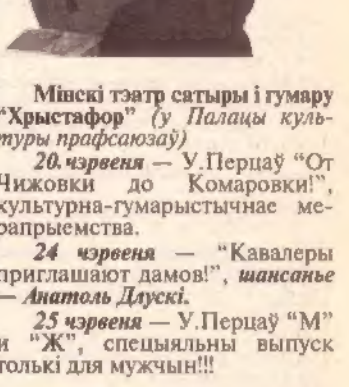 Мінскі тэатр сатыры і гумару
"Хрыстафор" (у Палацы куль-
туры прафсаюзаў)
20. чэрвеня — У.Перцаў "От
Чижовки до Комаровки!",
культурна-гумарыстычнае ме-
рапрыемства.
24 чэрвеня — "Кавалеры
приглашают дамов!", шансанье
— Анатоль Длускі.
25 чэрвеня — У.Перцаў "М"
и "Ж", спецыяльны выпуск
толькі для мужчын!!!